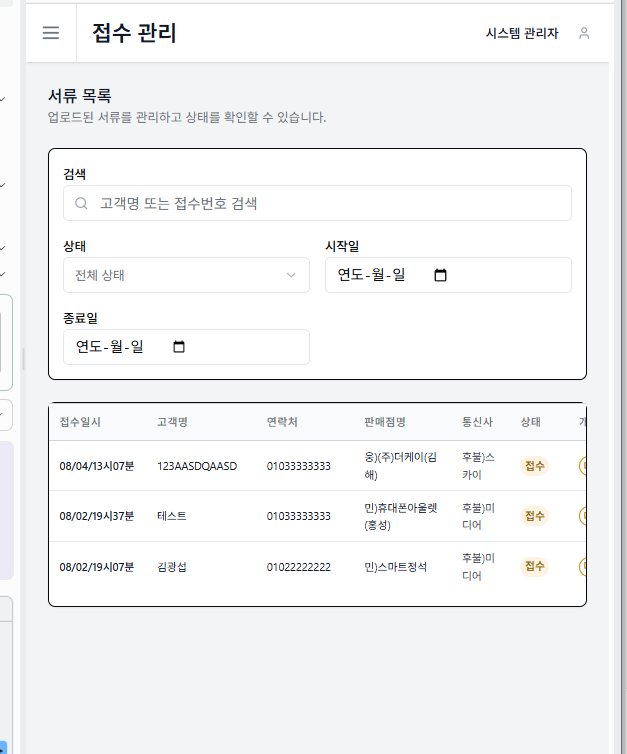 접수 관리
시스템 관리자
서류 목록
업로드된 서류를 관리하고 상태를 확인할 수 있습니다.
검색
고객명 또는 접수번호 검색
상태
시작일
전체 상태
연도-월-일
종료일
연도-월-일
접수일시 고객명 연락처 판매점명 통신사 상태
08/04/13시07분 123AASDQAASD 01033333333 웅)(주)더케이(김해) 후불)스카이 접수
08/02/19시37분 테스트 01033333333 민)휴대폰아울렛(홍성) 후불)미디어 접수
08/02/19시07분 김광섭 01022222222 민)스마트정석 후불)미디어 접수